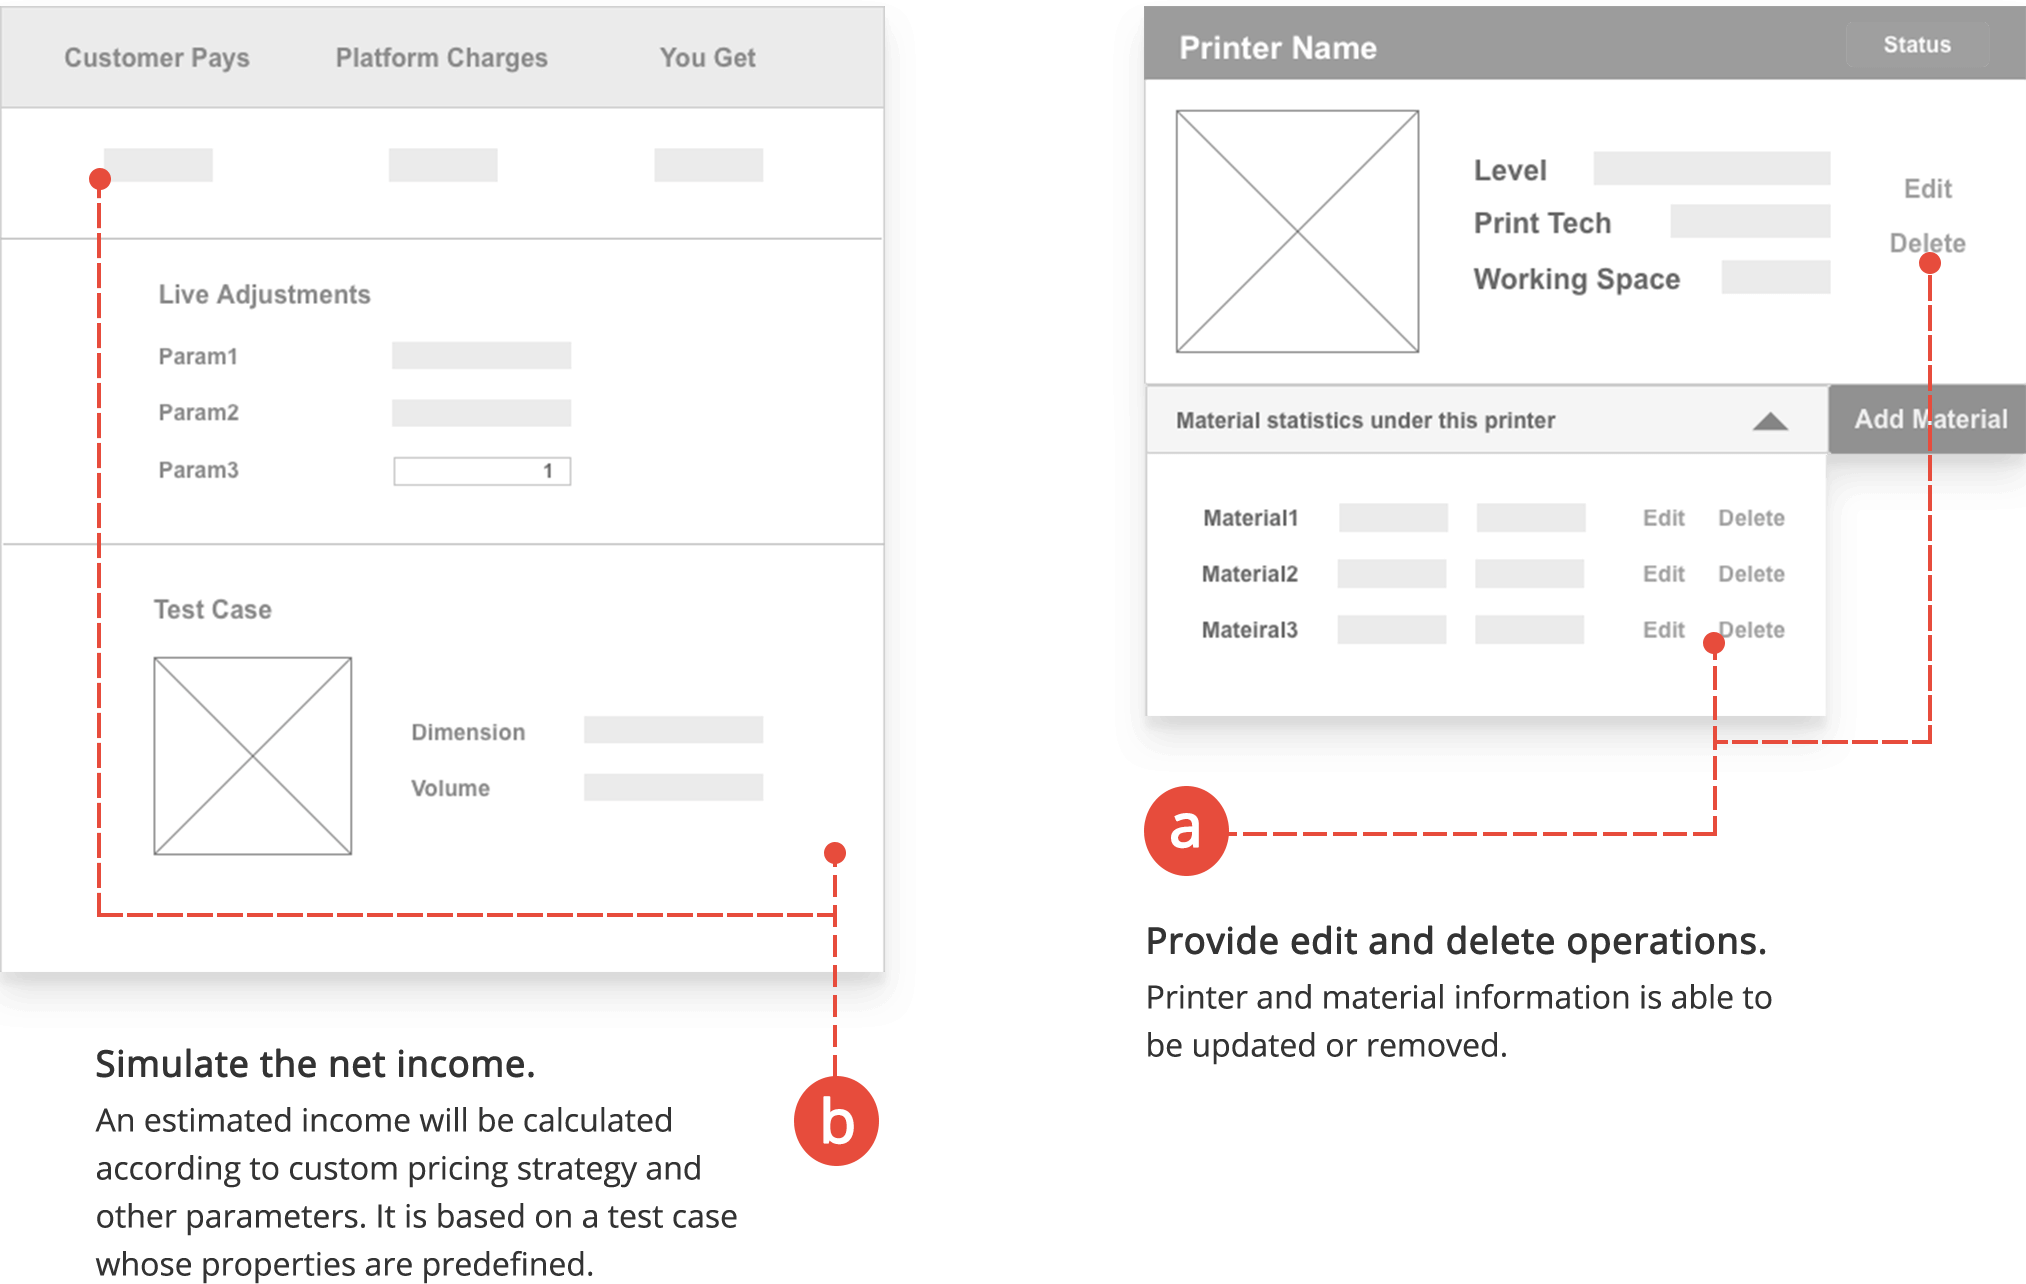 Customer Pays Platform Charges You Get
Live Adjustments
Param1
Param2
Param3 1
Test Case
Dimension
Volume
Simulate the net income.
An estimated income will be calculated
according to custom pricing strategy and
other parameters. It is based on a test case
whose properties are predefined.
b
Printer Name Status
Level
Print Tech
Working Space
Edit
Delete
Material statistics under this printer
Add Material
Material1 Edit Delete
Material2 Edit Delete
Mateiral3 Edit Delete
a
Provide edit and delete operations.
Printer and material information is able to
be updated or removed.